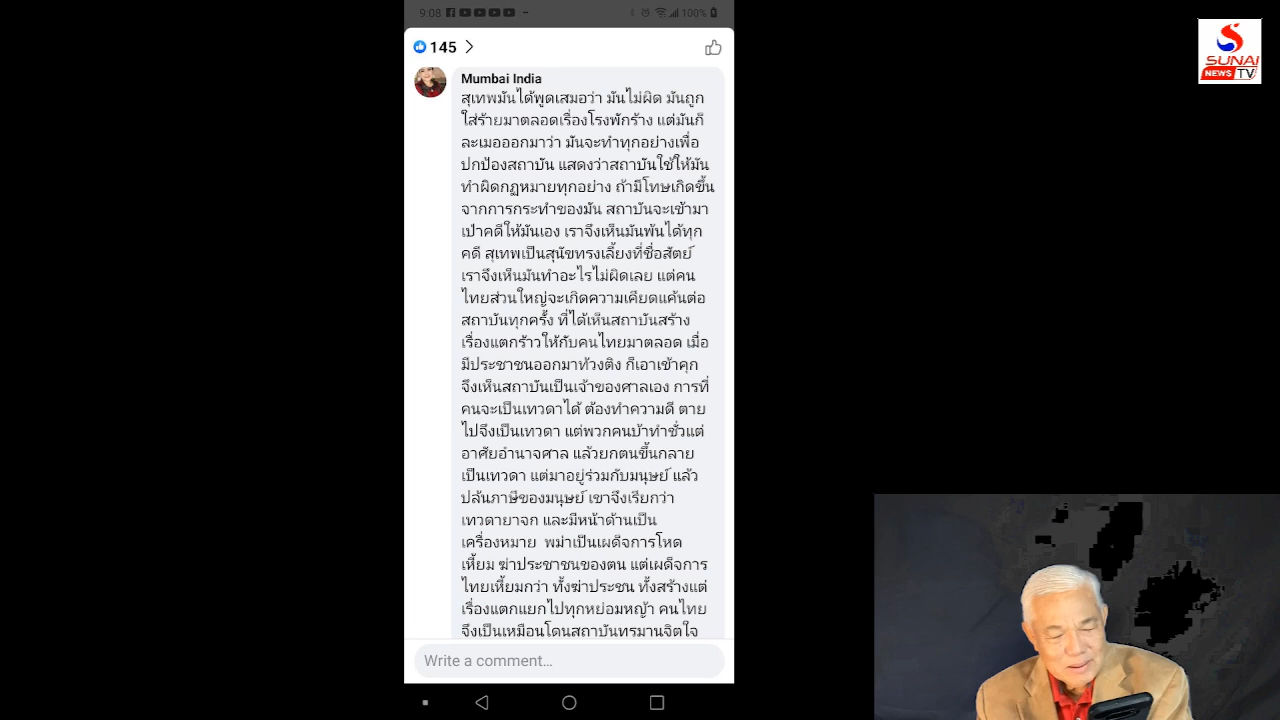 9:08
100%
145
Mumbai India
สุเทพมันได้พูดเสมอว่า มันไม่ผิด มันถูก
ใส่ร้ายมาตลอดเรื่องโรงพักร้าง แต่มันก็
ละเมอออกมาว่า มันจะทำทุกอย่างเพื่อ
ปกป้องสถาบัน แสดงว่าสถาบันใช้ให้มัน
ทำผิดกฏหมายทุกอย่าง ถ้ามีโทษเกิดขึ้น
จากการกระทำของมัน สถาบันจะเข้ามา
เป่าคดีให้มันเอง เราจึงเห็นมันพ้นได้ทุก
คดี สุเทพเป็นสุนัขทรงเลี้ยงที่ซื่อสัตย์
เราจึงเห็นมันทำอะไรไม่ผิดเลย แต่คน
ไทยส่วนใหญ่จะเกิดความเคียดแค้นต่อ
สถาบันทุกครั้ง ที่ได้เห็นสถาบันสร้าง
เรื่องแตกร้าวให้กับคนไทยมาตลอด เมื่อ
มีประชาชนออกมาท้วงติง ก็เอาเข้าคุก
จึงเห็นสถาบันเป็นเจ้าของศาลเอง การที่
คนจะเป็นเทวดาได้ ต้องทำความดี ตาย
ไปจึงเป็นเทวดา แต่พวกคนบ้าทำชั่วแต่
อาศัยอำนาจศาล แล้วยกตนขึ้นกลาย
เป็นเทวดา แต่มาอยู่ร่วมกับมนุษย์ แล้ว
ปล้นภาษีของมนุษย์ เขาจึงเรียกว่า
เทวดายาจก และมีหน้าด้านเป็น
เครื่องหมาย พม่าเป็นเผด็จการโหด
เหี้ยม ฆ่าประชาชนของตน แต่เผด็จการ
ไทยเหี้ยมกว่า ทั้งฆ่าประชน ทั้งสร้างแต่
เรื่องแตกแยกไปทุกหย่อมหญ้า คนไทย
จึงเป็นเหมือนโดนสถาบันทรมานจิตใจ
Write a comment...
SUNAI
NEWS TV